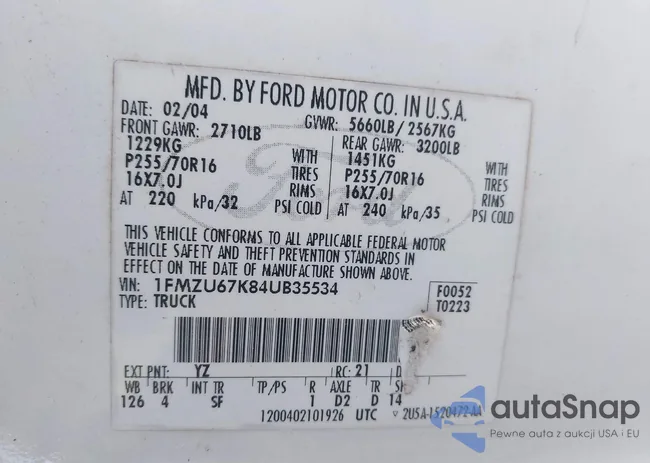 MFD. BY FORD MOTOR CO. IN U.S.A.
DATE: 02/04 GVWR: 5660LB/2567KG
FRONT GAWR: 2710LB REAR GAWR: 3200LB
1229KG WITH 1451KG WITH
P255/70R16 TIRES P255/70R16 TIRES
16X7.0J RIMS 16X7.0J RIMS
AT 220 kPa/32 PSI COLD AT 240 kPa/35 PSI COLD
Ford
THIS VEHICLE CONFORMS TO ALL APPLICABLE FEDERAL MOTOR
VEHICLE SAFETY AND THEFT PREVENTION STANDARDS IN
EFFECT ON THE DATE OF MANUFACTURE SHOWN ABOVE.
VIN: 1FMZU67K84UB35534 F0052
TYPE: TRUCK T0223
EXT PNT: YZ RC: 21
WB BRK INT TR TP/PS R AXLE TR
126 4 SF 1 D2 D 14
1200402101926 UTC 2U5A-1520472-AA
autoSnap
Pewne auta z aukcji USA i EU